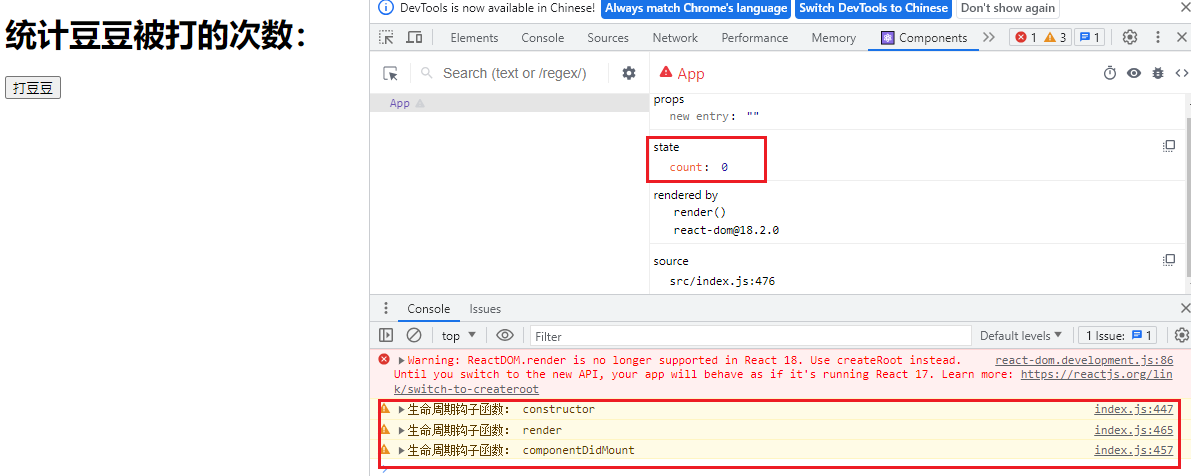 统计豆豆被打的次数：
打豆豆
DevTools is now available in Chinese! Always match Chrome's language Switch DevTools to Chinese Don't show again
Elements Console Sources Network Performance Memory Components 1 3 1
Search (text or /regex/) App
App
props
new entry: ""
state
count: 0
rendered by
render()
react-dom@18.2.0
source
src/index.js:476
Console Issues
top Filter Default levels 1 Issue: 1
Warning: ReactDOM.render is no longer supported in React 18. Use createRoot instead. react-dom.development.js:86
Until you switch to the new API, your app will behave as if it's running React 17. Learn more: https://reactjs.org/lin
k/switch-to-createroot
生命周期钩子函数： constructor index.js:447
生命周期钩子函数： render index.js:465
生命周期钩子函数： componentDidMount index.js:457